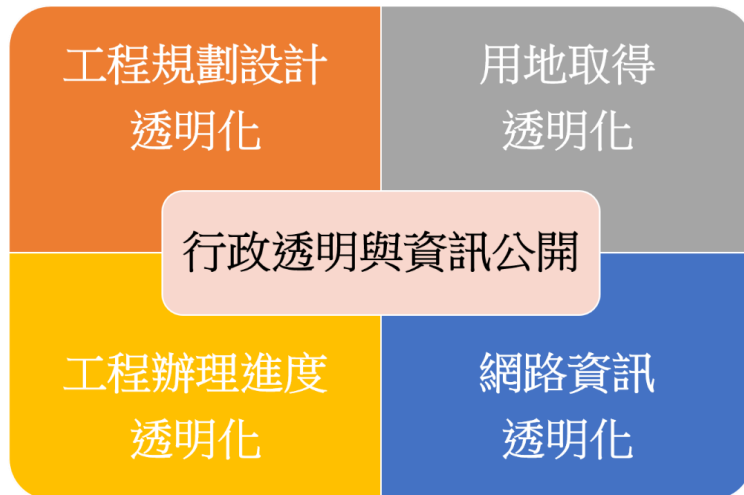 工程規劃設計
透明化
用地取得
透明化
行政透明與資訊公開
工程辦理進度
透明化
網路資訊
透明化